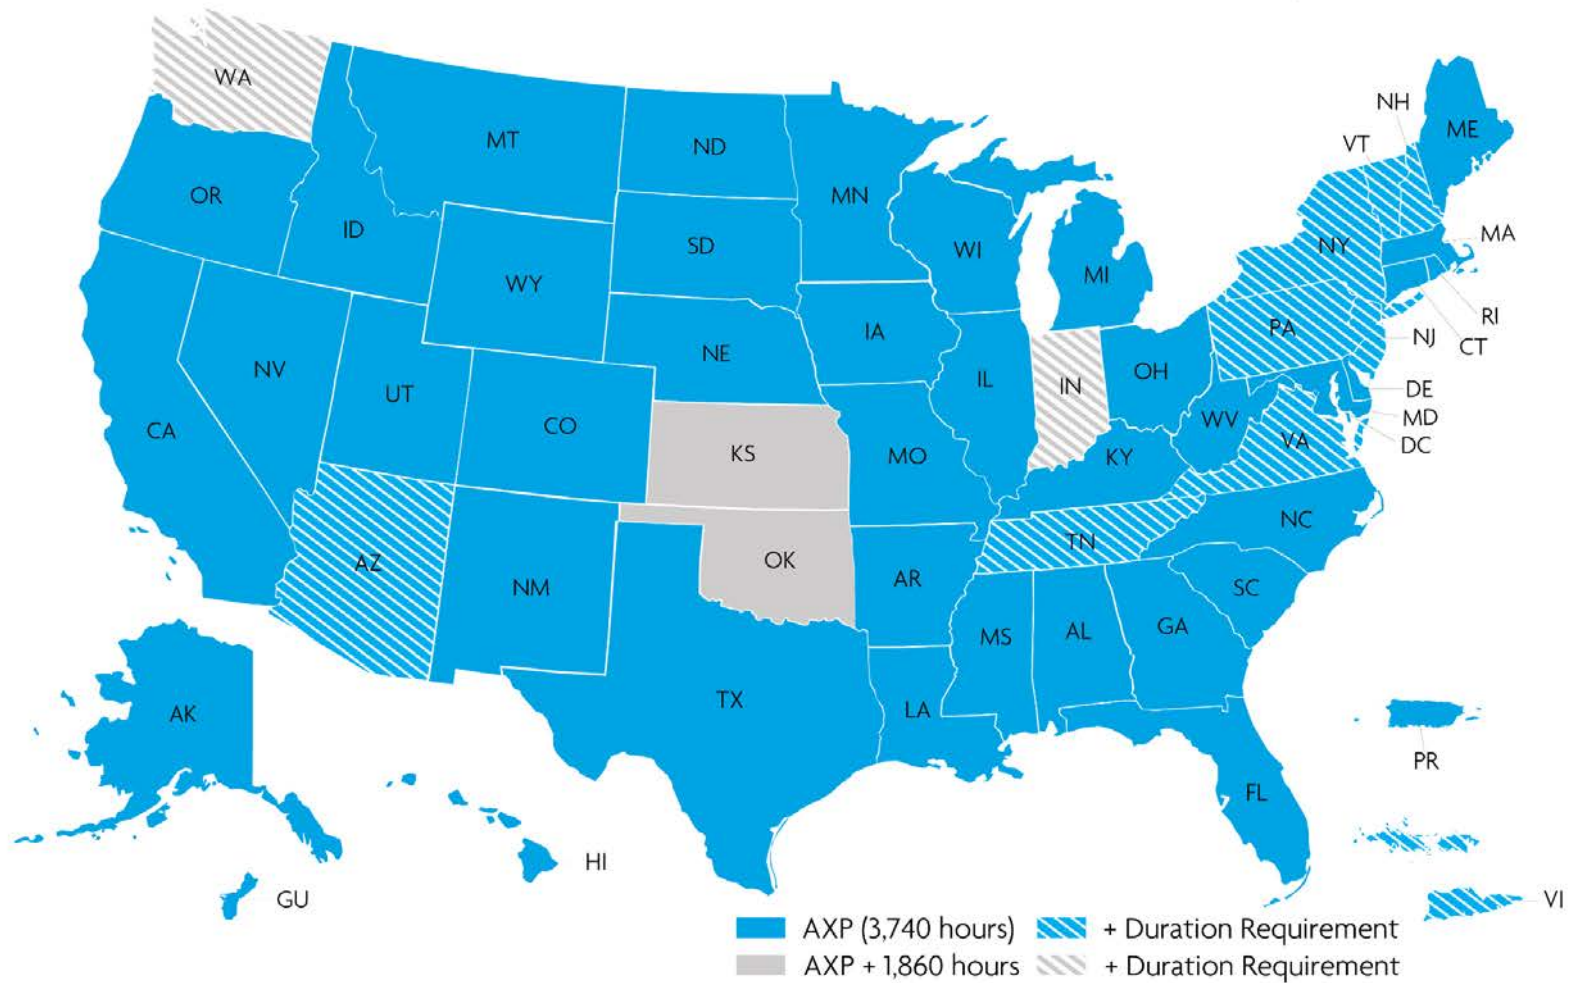 WA
NH
ME
MT
ND
VT
OR
MN
ID
SD
WI
NY
MA
MI
WY
RI
IA
PA
NJ
CT
NE
NV
UT
IL
IN
OH
DE
MD
DC
CA
CO
KS
MO
WV
VA
KY
NC
TN
AZ
OK
NM
AR
SC
MS
AL
GA
TX
LA
AK
PR
FL
HI
GU
VI
AXP (3,740 hours)
+ Duration Requirement
AXP + 1,860 hours
+ Duration Requirement